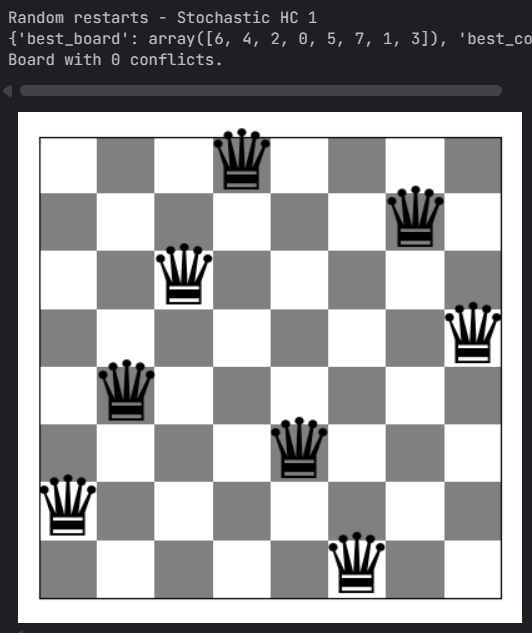 Random restarts - Stochastic HC 1
{'best_board': array([6, 4, 2, 0, 5, 7, 1, 3]), 'best_co
Board with 0 conflicts.